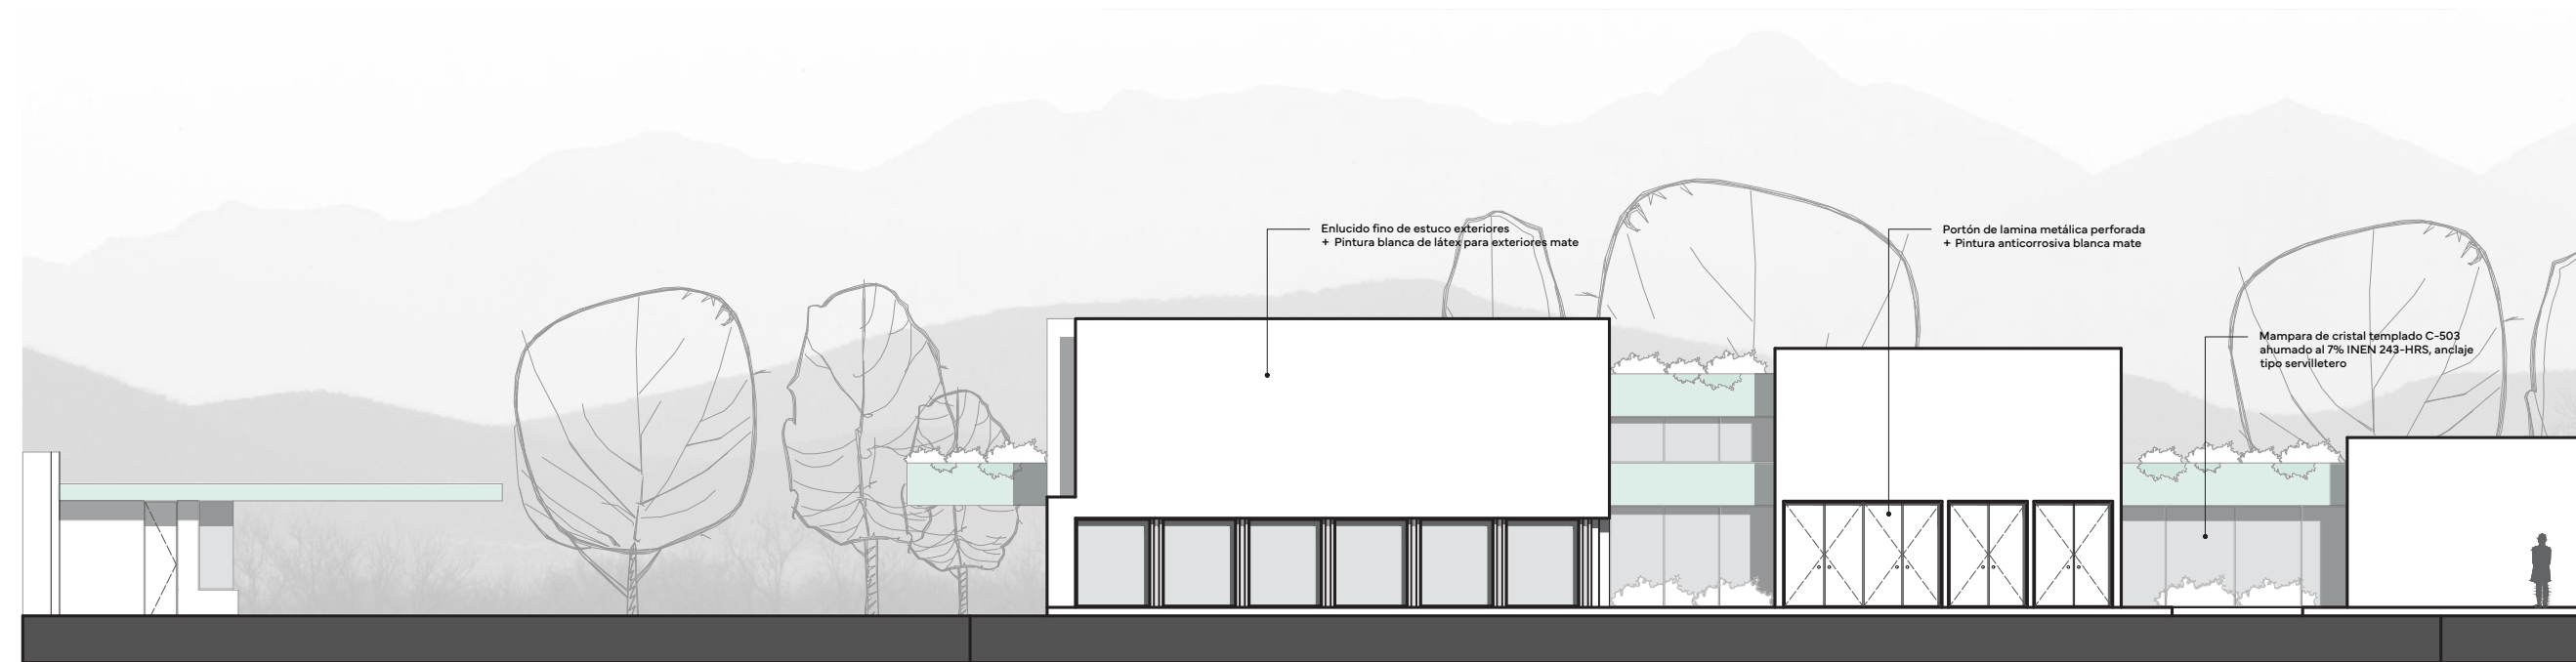 Enlucido fino de estuco exteriores
+ Pintura blanca de látex para exteriores mate
Portón de lamina metálica perforada
+ Pintura anticorrosiva blanca mate
Mampara de cristal templado C-503
ahumado al 7% INEN 243-HRS, anclaje
tipo servilletero